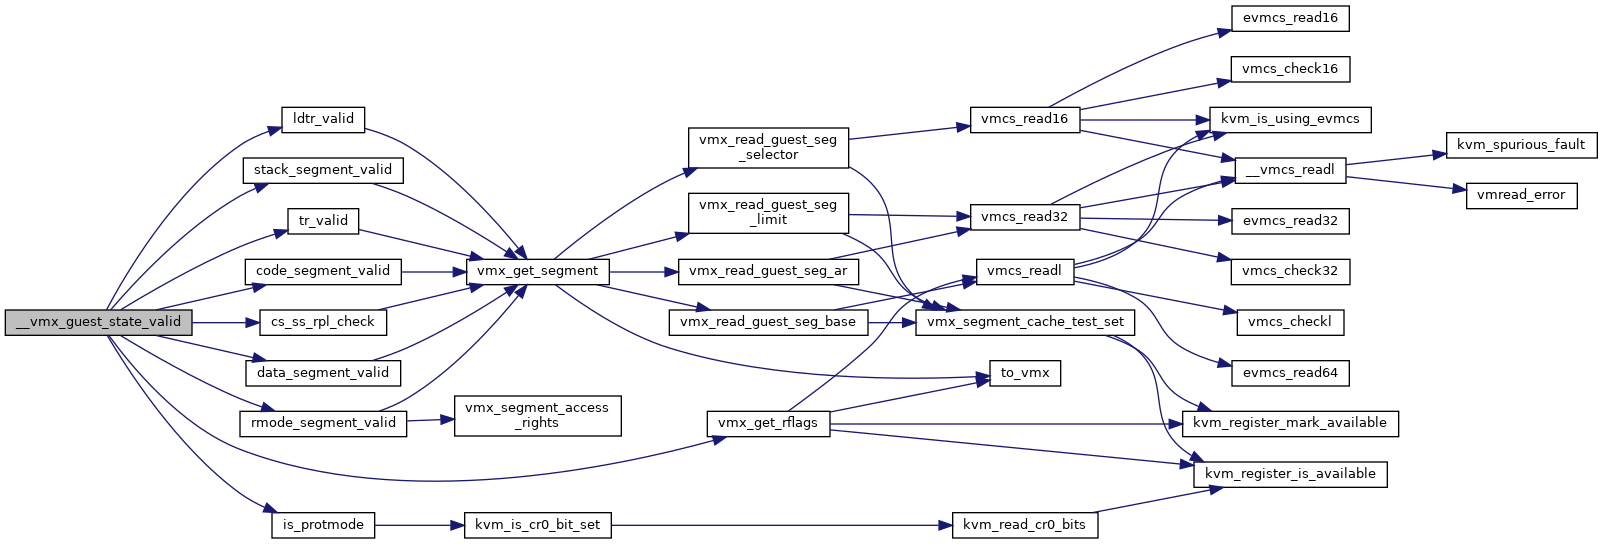 __vmx_guest_state_valid
ldtr_valid
stack_segment_valid
tr_valid
code_segment_valid
cs_ss_rpl_check
data_segment_valid
rmode_segment_valid
is_protmode
vmx_get_segment
vmx_segment_access
_rights
kvm_is_cr0_bit_set
vmx_read_guest_seg
_selector
vmx_read_guest_seg
_limit
vmx_read_guest_seg_ar
vmx_read_guest_seg_base
vmx_get_rflags
vmcs_read16
vmcs_read32
vmcs_readl
vmx_segment_cache_test_set
to_vmx
kvm_read_cr0_bits
evmcs_read16
vmcs_check16
kvm_is_using_evmcs
__vmcs_readl
evmcs_read32
vmcs_check32
vmcs_checkl
evmcs_read64
kvm_register_mark_available
kvm_register_is_available
kvm_spurious_fault
vmread_error